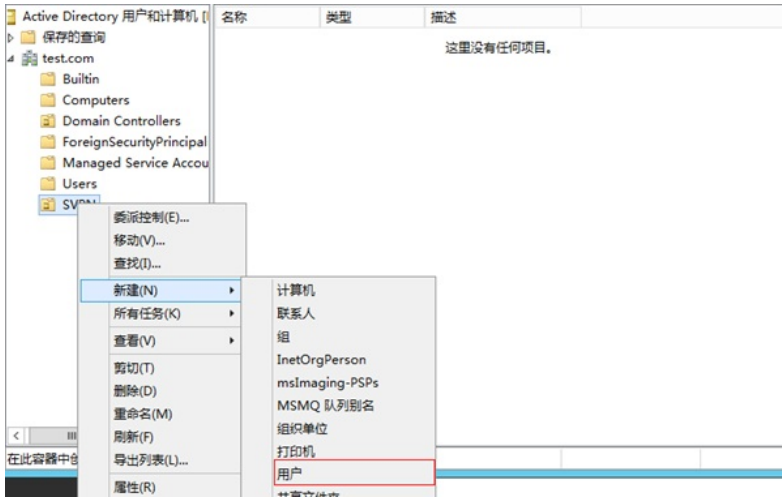 Active Directory 用户和计算机 [
名称 类型 描述
保存的查询
这里没有任何项目。
test.com
Builtin
Computers
Domain Controllers
ForeignSecurityPrincipal
Managed Service Accou
Users
SVPN
委派控制(E)...
移动(V)...
查找(I)...
新建(N)
所有任务(K)
查看(V)
剪切(T)
删除(D)
重命名(M)
刷新(F)
导出列表(L)...
属性(R)
计算机
联系人
组
InetOrgPerson
msImaging-PSPs
MSMQ 队列别名
组织单位
打印机
用户
共享文件夹
在此容器中创